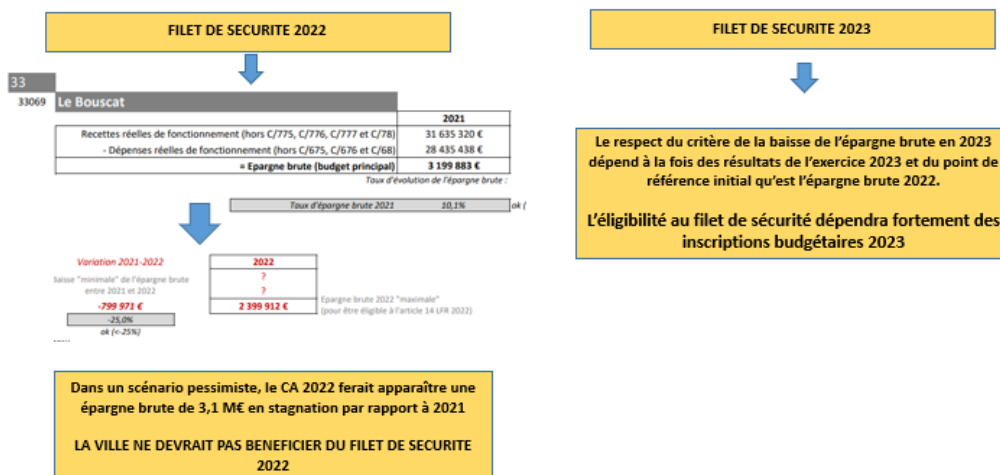 FILET DE SECURITE 2022
33
33069 Le Bouscat
2021
Recettes réelles de fonctionnement (hors C/775, C/776, C/777 et C/78) 31 635 320 €
- Dépenses réelles de fonctionnement (hors C/675, C/676 et C/68) 28 435 438 €
= Epargne brute (budget principal) 3 199 883 €
Taux d'évolution de l'épargne brute :
Taux d'épargne brute 2021 10,1% ok (
Variation 2021-2022 2022
Baisse "minimale" de l'épargne brute ?
entre 2021 et 2022 ?
-799 971 € 2 399 912 €
Epargne brute 2022 "maximale"
(pour être éligible à l'article 14 LFR 2022)
-25,0%
ok (<-25%)
Dans un scénario pessimiste, le CA 2022 ferait apparaître une
épargne brute de 3,1 M€ en stagnation par rapport à 2021
LA VILLE NE DEVRAIT PAS BENEFICIER DU FILET DE SECURITE
2022
FILET DE SECURITE 2023
Le respect du critère de la baisse de l'épargne brute en 2023
dépend à la fois des résultats de l'exercice 2023 et du point de
référence initial qu'est l'épargne brute 2022.
L'éligibilité au filet de sécurité dépendra fortement des
inscriptions budgétaires 2023